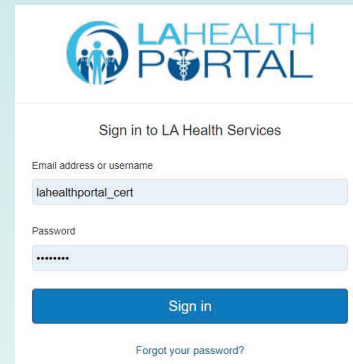 LAHEALTH
PORTAL
Sign in to LA Health Services
Email address or username
lahealthportal_cert
Password
••••••••
Sign in
Forgot your password?